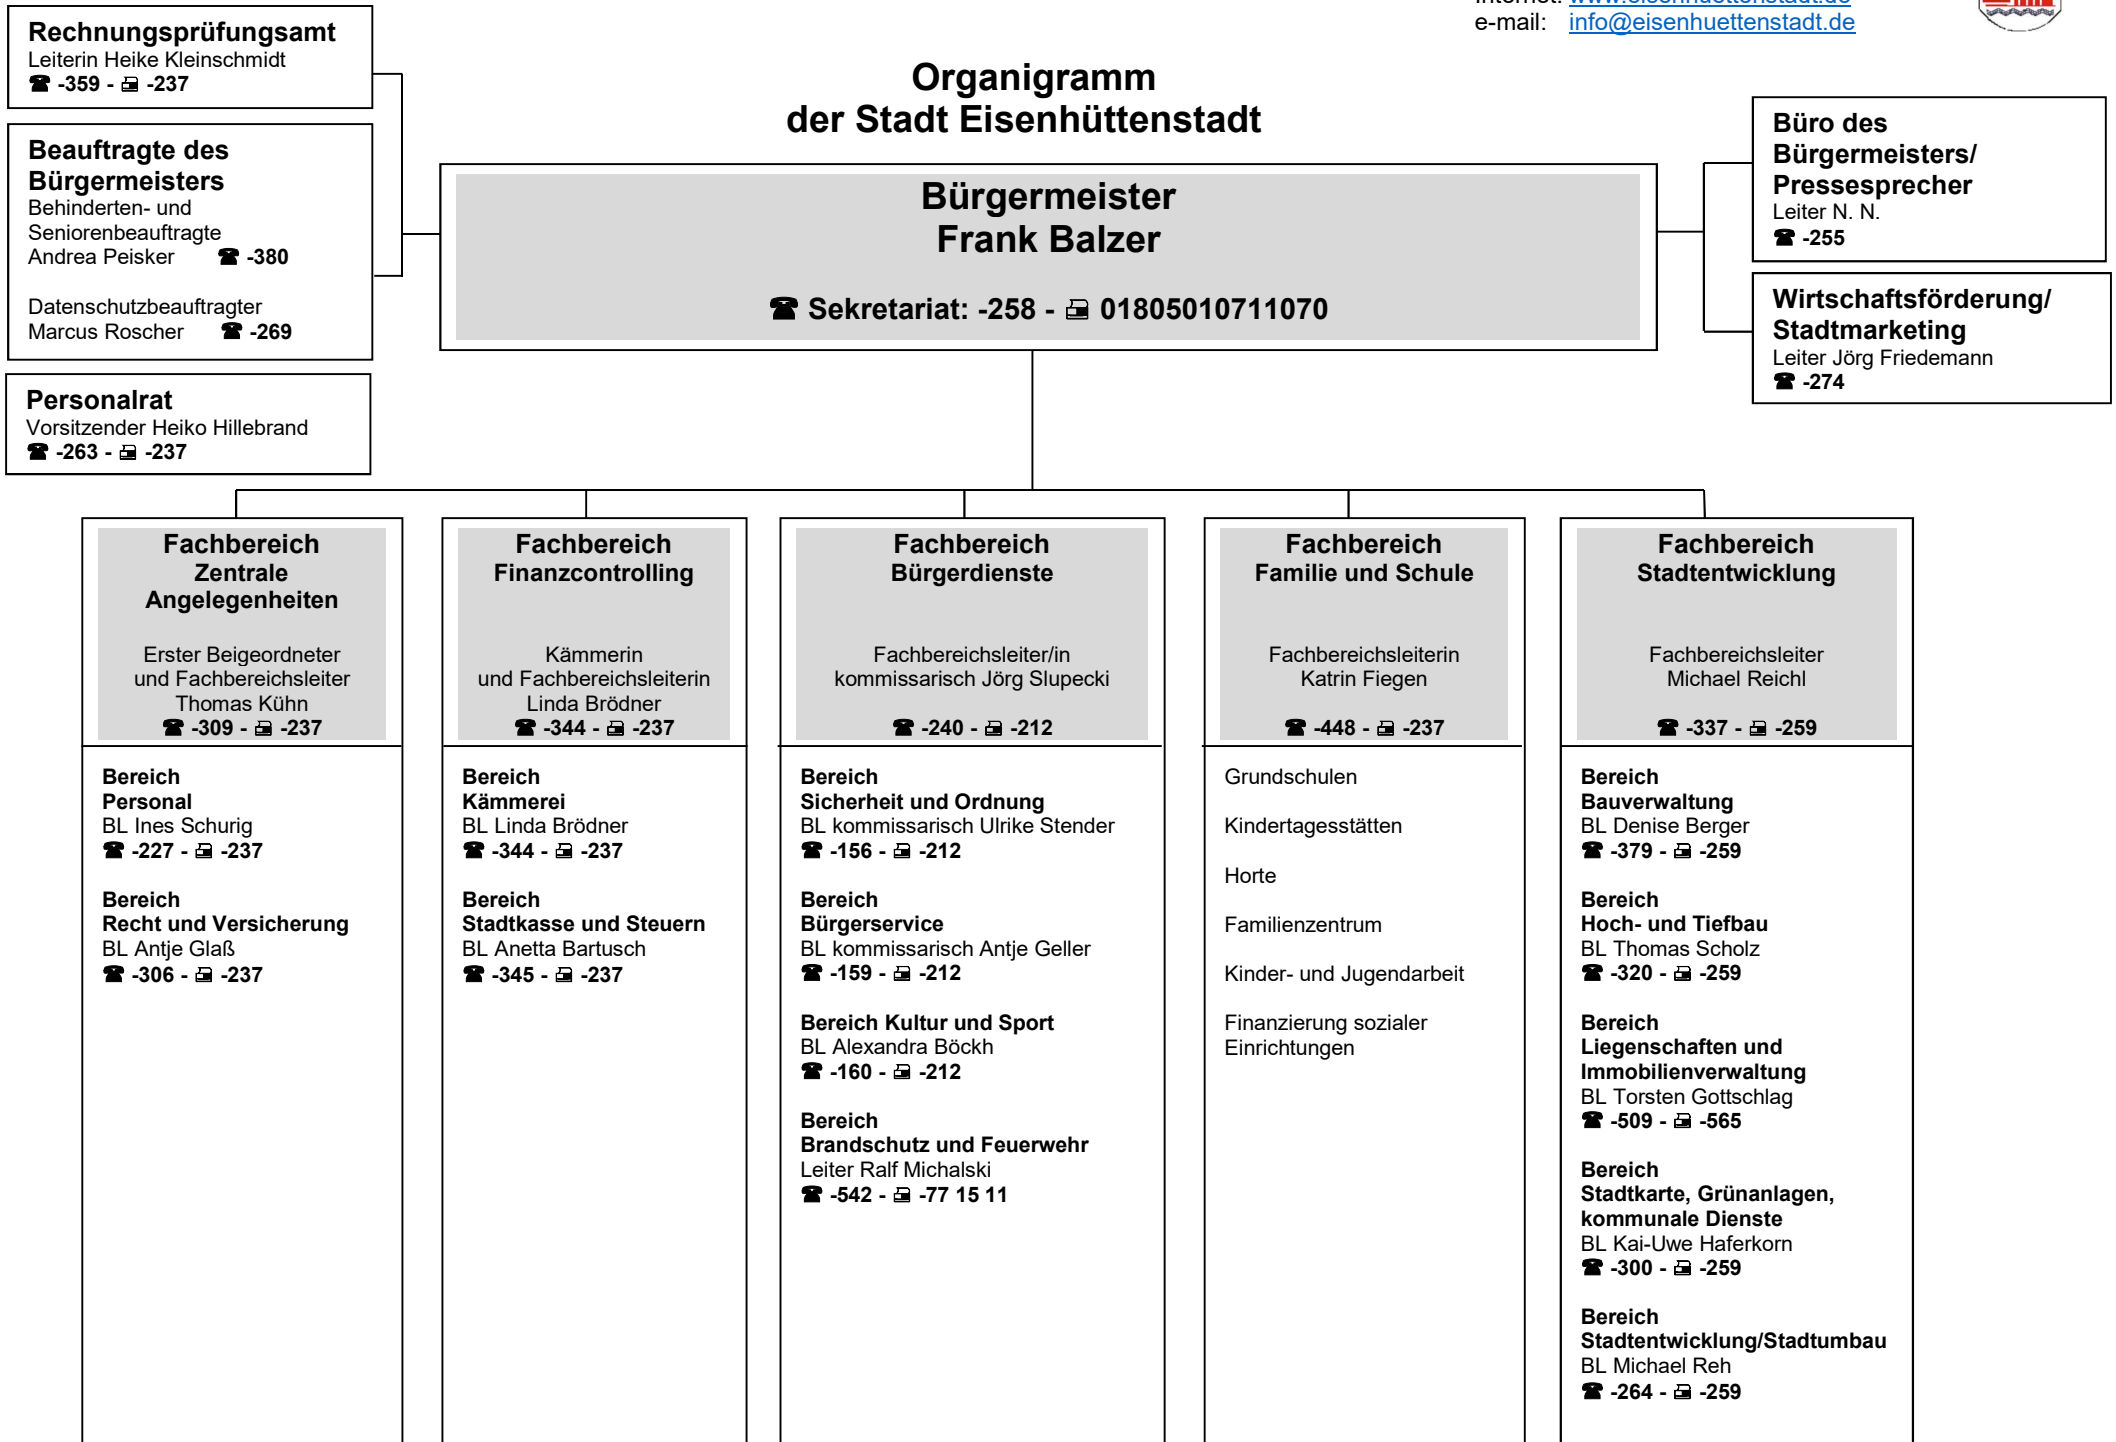 Internet: www.eisenhuettenstadt.de
e-mail: info@eisenhuettenstadt.de
Rechnungsprüfungsamt
Leiterin Heike Kleinschmidt
☎ -359 - 🖷 -237
Organigramm
der Stadt Eisenhüttenstadt
Beauftragte des
Bürgermeisters
Behinderten- und
Seniorenbeauftragte
Andrea Peisker ☎ -380
Datenschutzbeauftragter
Marcus Roscher ☎ -269
Personalrat
Vorsitzender Heiko Hillebrand
☎ -263 - 🖷 -237
Bürgermeister
Frank Balzer
☎ Sekretariat: -258 - 🖷 01805010711070
Büro des
Bürgermeisters/
Pressesprecher
Leiter N. N.
☎ -255
Wirtschaftsförderung/
Stadtmarketing
Leiter Jörg Friedemann
☎ -274
Fachbereich
Zentrale
Angelegenheiten
Erster Beigeordneter
und Fachbereichsleiter
Thomas Kühn
☎ -309 - 🖷 -237
Bereich
Personal
BL Ines Schurig
☎ -227 - 🖷 -237
Bereich
Recht und Versicherung
BL Antje Glaß
☎ -306 - 🖷 -237
Fachbereich
Finanzcontrolling
Kämmerin
und Fachbereichsleiterin
Linda Brödner
☎ -344 - 🖷 -237
Bereich
Kämmerei
BL Linda Brödner
☎ -344 - 🖷 -237
Bereich
Stadtkasse und Steuern
BL Anetta Bartusch
☎ -345 - 🖷 -237
Fachbereich
Bürgerdienste
Fachbereichsleiter/in
kommissarisch Jörg Slupecki
☎ -240 - 🖷 -212
Bereich
Sicherheit und Ordnung
BL kommissarisch Ulrike Stender
☎ -156 - 🖷 -212
Bereich
Bürgerservice
BL kommissarisch Antje Geller
☎ -159 - 🖷 -212
Bereich Kultur und Sport
BL Alexandra Böckh
☎ -160 - 🖷 -212
Bereich
Brandschutz und Feuerwehr
Leiter Ralf Michalski
☎ -542 - 🖷 -77 15 11
Fachbereich
Familie und Schule
Fachbereichsleiterin
Katrin Fiegen
☎ -448 - 🖷 -237
Grundschulen
Kindertagesstätten
Horte
Familienzentrum
Kinder- und Jugendarbeit
Finanzierung sozialer
Einrichtungen
Fachbereich
Stadtentwicklung
Fachbereichsleiter
Michael Reichl
☎ -337 - 🖷 -259
Bereich
Bauverwaltung
BL Denise Berger
☎ -379 - 🖷 -259
Bereich
Hoch- und Tiefbau
BL Thomas Scholz
☎ -320 - 🖷 -259
Bereich
Liegenschaften und
Immobilienverwaltung
BL Torsten Gottschlag
☎ -509 - 🖷 -565
Bereich
Stadtkarte, Grünanlagen,
kommunale Dienste
BL Kai-Uwe Haferkorn
☎ -300 - 🖷 -259
Bereich
Stadtentwicklung/Stadtumbau
BL Michael Reh
☎ -264 - 🖷 -259